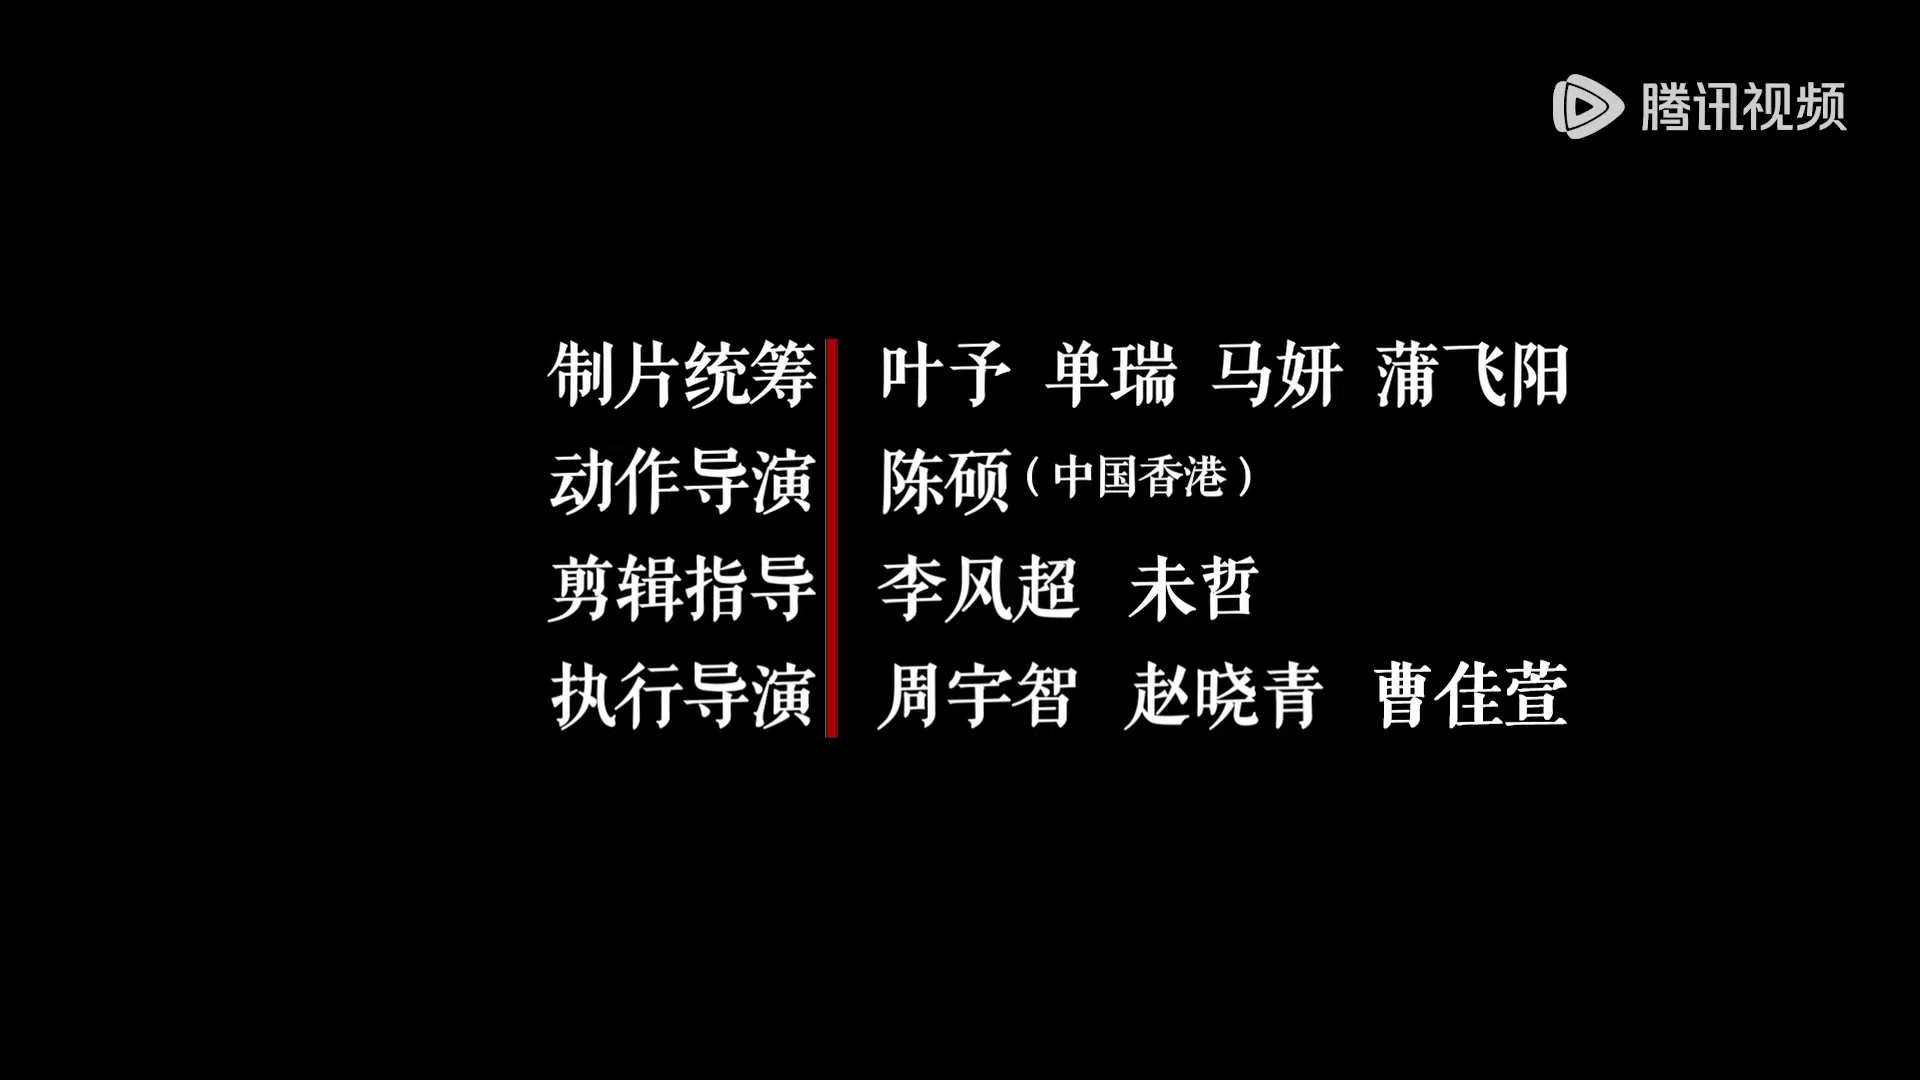 腾讯视频
制片统筹 叶予 单瑞 马妍 蒲飞阳
动作导演 陈硕（中国香港）
剪辑指导 李风超 未哲
执行导演 周宇智 赵晓青 曹佳萱